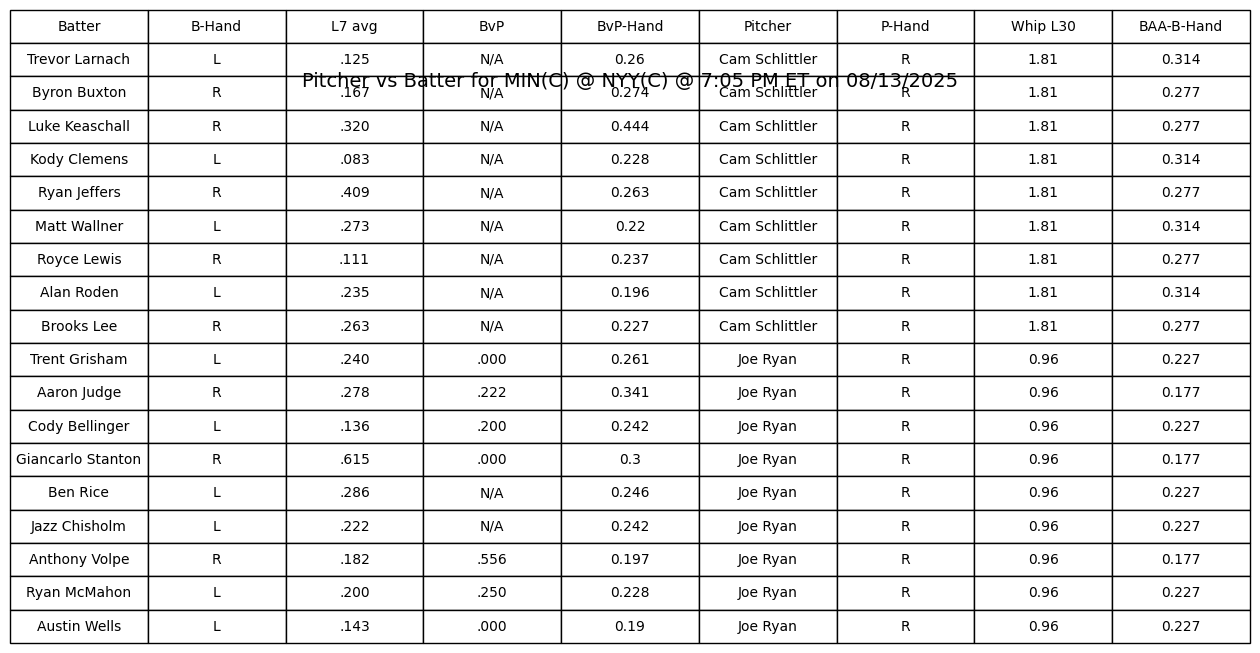 Batter B-Hand L7 avg BvP BvP-Hand Pitcher P-Hand Whip L30 BAA-B-Hand
Trevor Larnach L .125 N/A 0.26 Cam Schlittler R 1.81 0.314
Pitcher vs Batter for MIN(C) @ NYY(C) @ 7:05 PM ET on 08/13/2025
Byron Buxton R .167 N/A 0.274 Cam Schlittler R 1.81 0.277
Luke Keaschall R .320 N/A 0.444 Cam Schlittler R 1.81 0.277
Kody Clemens L .083 N/A 0.228 Cam Schlittler R 1.81 0.314
Ryan Jeffers R .409 N/A 0.263 Cam Schlittler R 1.81 0.277
Matt Wallner L .273 N/A 0.22 Cam Schlittler R 1.81 0.314
Royce Lewis R .111 N/A 0.237 Cam Schlittler R 1.81 0.277
Alan Roden L .235 N/A 0.196 Cam Schlittler R 1.81 0.314
Brooks Lee R .263 N/A 0.227 Cam Schlittler R 1.81 0.277
Trent Grisham L .240 .000 0.261 Joe Ryan R 0.96 0.227
Aaron Judge R .278 .222 0.341 Joe Ryan R 0.96 0.177
Cody Bellinger L .136 .200 0.242 Joe Ryan R 0.96 0.227
Giancarlo Stanton R .615 .000 0.3 Joe Ryan R 0.96 0.177
Ben Rice L .286 N/A 0.246 Joe Ryan R 0.96 0.227
Jazz Chisholm L .222 N/A 0.242 Joe Ryan R 0.96 0.227
Anthony Volpe R .182 .556 0.197 Joe Ryan R 0.96 0.177
Ryan McMahon L .200 .250 0.228 Joe Ryan R 0.96 0.227
Austin Wells L .143 .000 0.19 Joe Ryan R 0.96 0.227